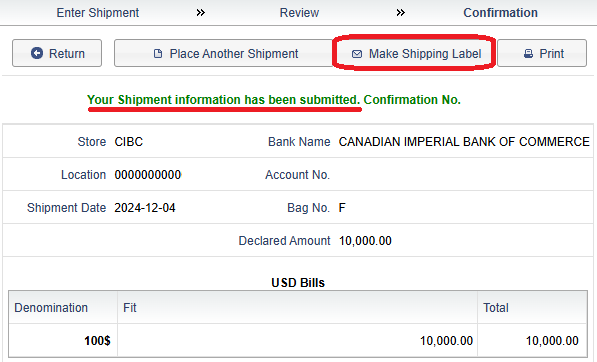 Enter Shipment » Review » Confirmation
Return Place Another Shipment Make Shipping Label Print
Your Shipment information has been submitted. Confirmation No.
Store CIBC Bank Name CANADIAN IMPERIAL BANK OF COMMERCE
Location 0000000000 Account No.
Shipment Date 2024-12-04 Bag No. F
Declared Amount 10,000.00
USD Bills
Denomination Fit Total
100$ 10,000.00 10,000.00